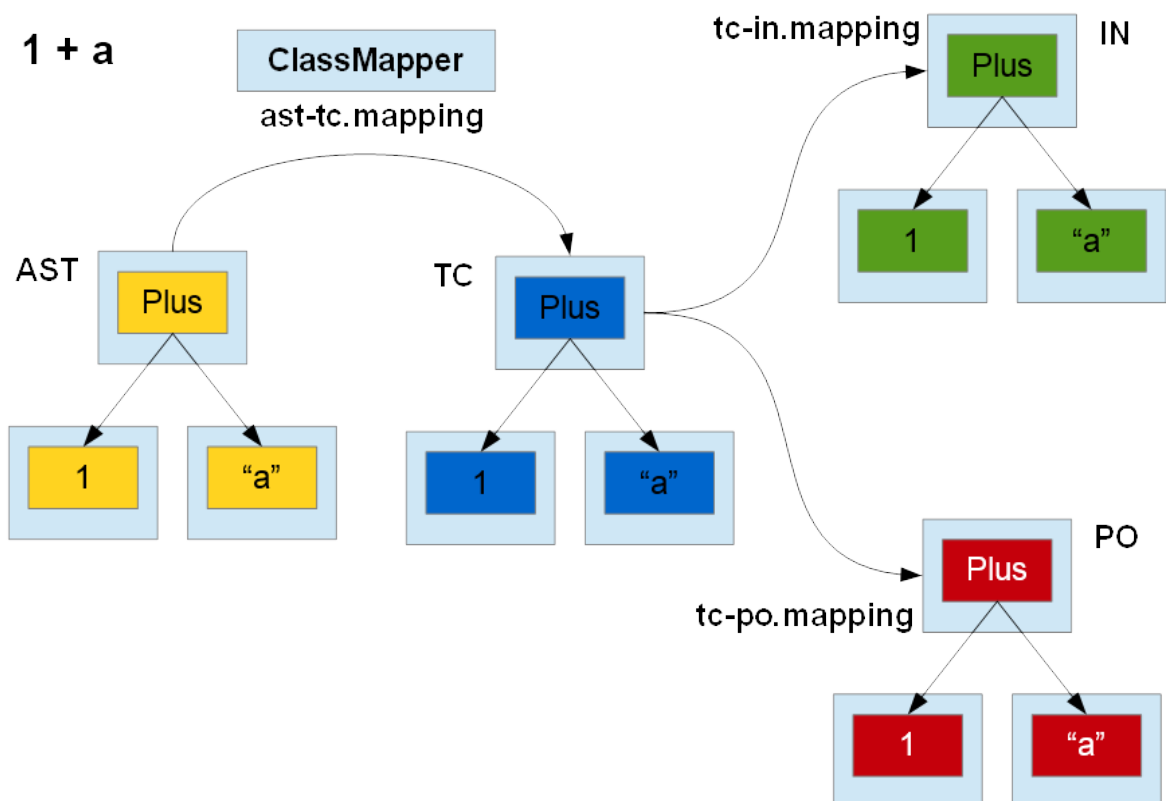 1 + a
ClassMapper
ast-tc.mapping
tc-in.mapping
IN
Plus
1
“a”
AST
Plus
1
“a”
TC
Plus
1
“a”
PO
Plus
tc-po.mapping
1
“a”